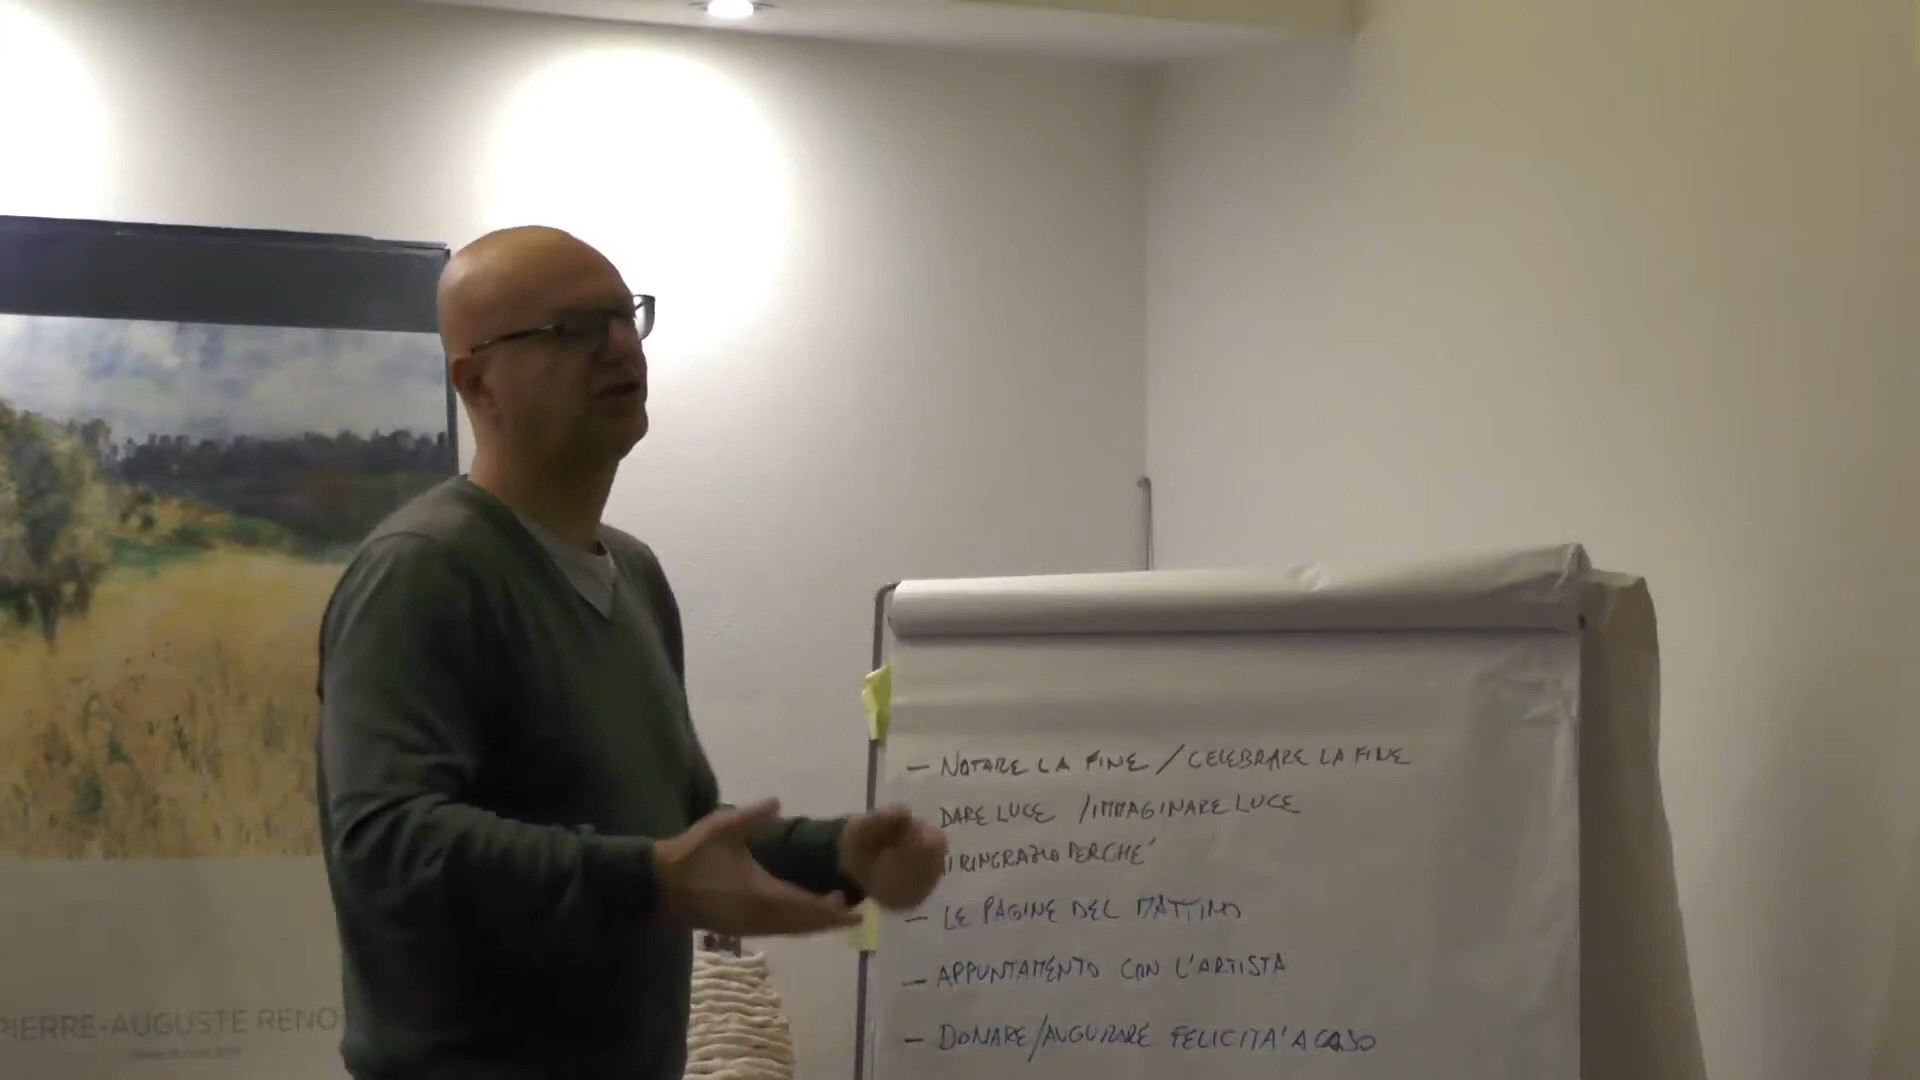 PIERRE-AUGUSTE RENO
– NOTARE LA FINE / CELEBRARE LA FINE
DARE LUCE / IMMAGINARE LUCE
RINGRAZIO PERCHE'
– LE PAGINE DEL MATTINO
– APPUNTAMENTO CON L'ARTISTA
– DONARE/AUGURARE FELICITA' A CASO